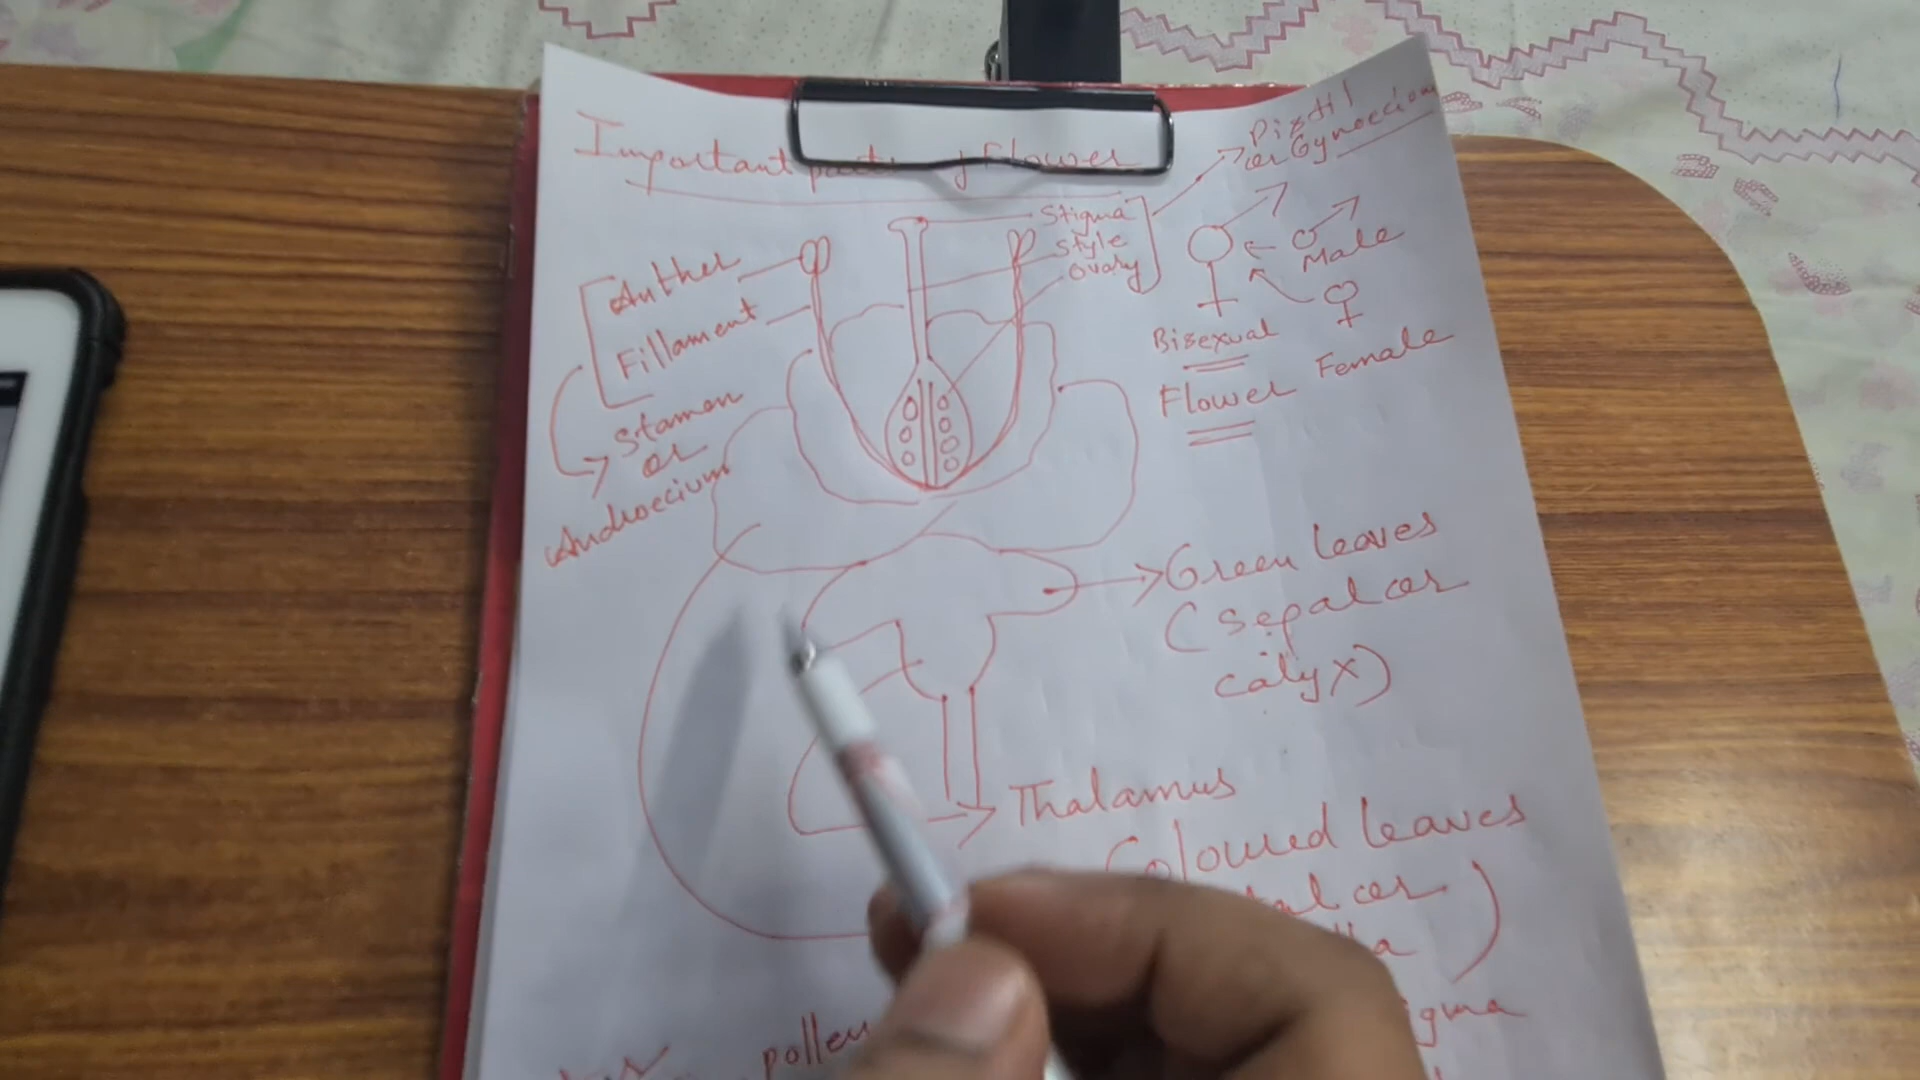 Important parts of Flower
Pistil
or Gynoecium
Stigma
style
ovary
Anther
Fillament
Stamen
or
Androecium
Male
Bisexual
Flower
Female
Green leaves
(sepal or
calyx)
Thalamus
Coloured leaves
or
pollen